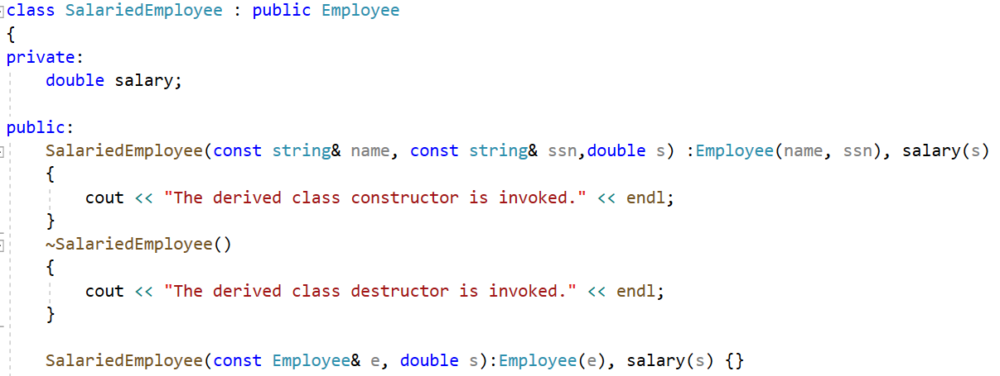 class SalariedEmployee : public Employee
{
private:
    double salary;

public:
    SalariedEmployee(const string& name, const string& ssn,double s) :Employee(name, ssn), salary(s)
    {
        cout << "The derived class constructor is invoked." << endl;
    }
    ~SalariedEmployee()
    {
        cout << "The derived class destructor is invoked." << endl;
    }

    SalariedEmployee(const Employee& e, double s):Employee(e), salary(s) {}